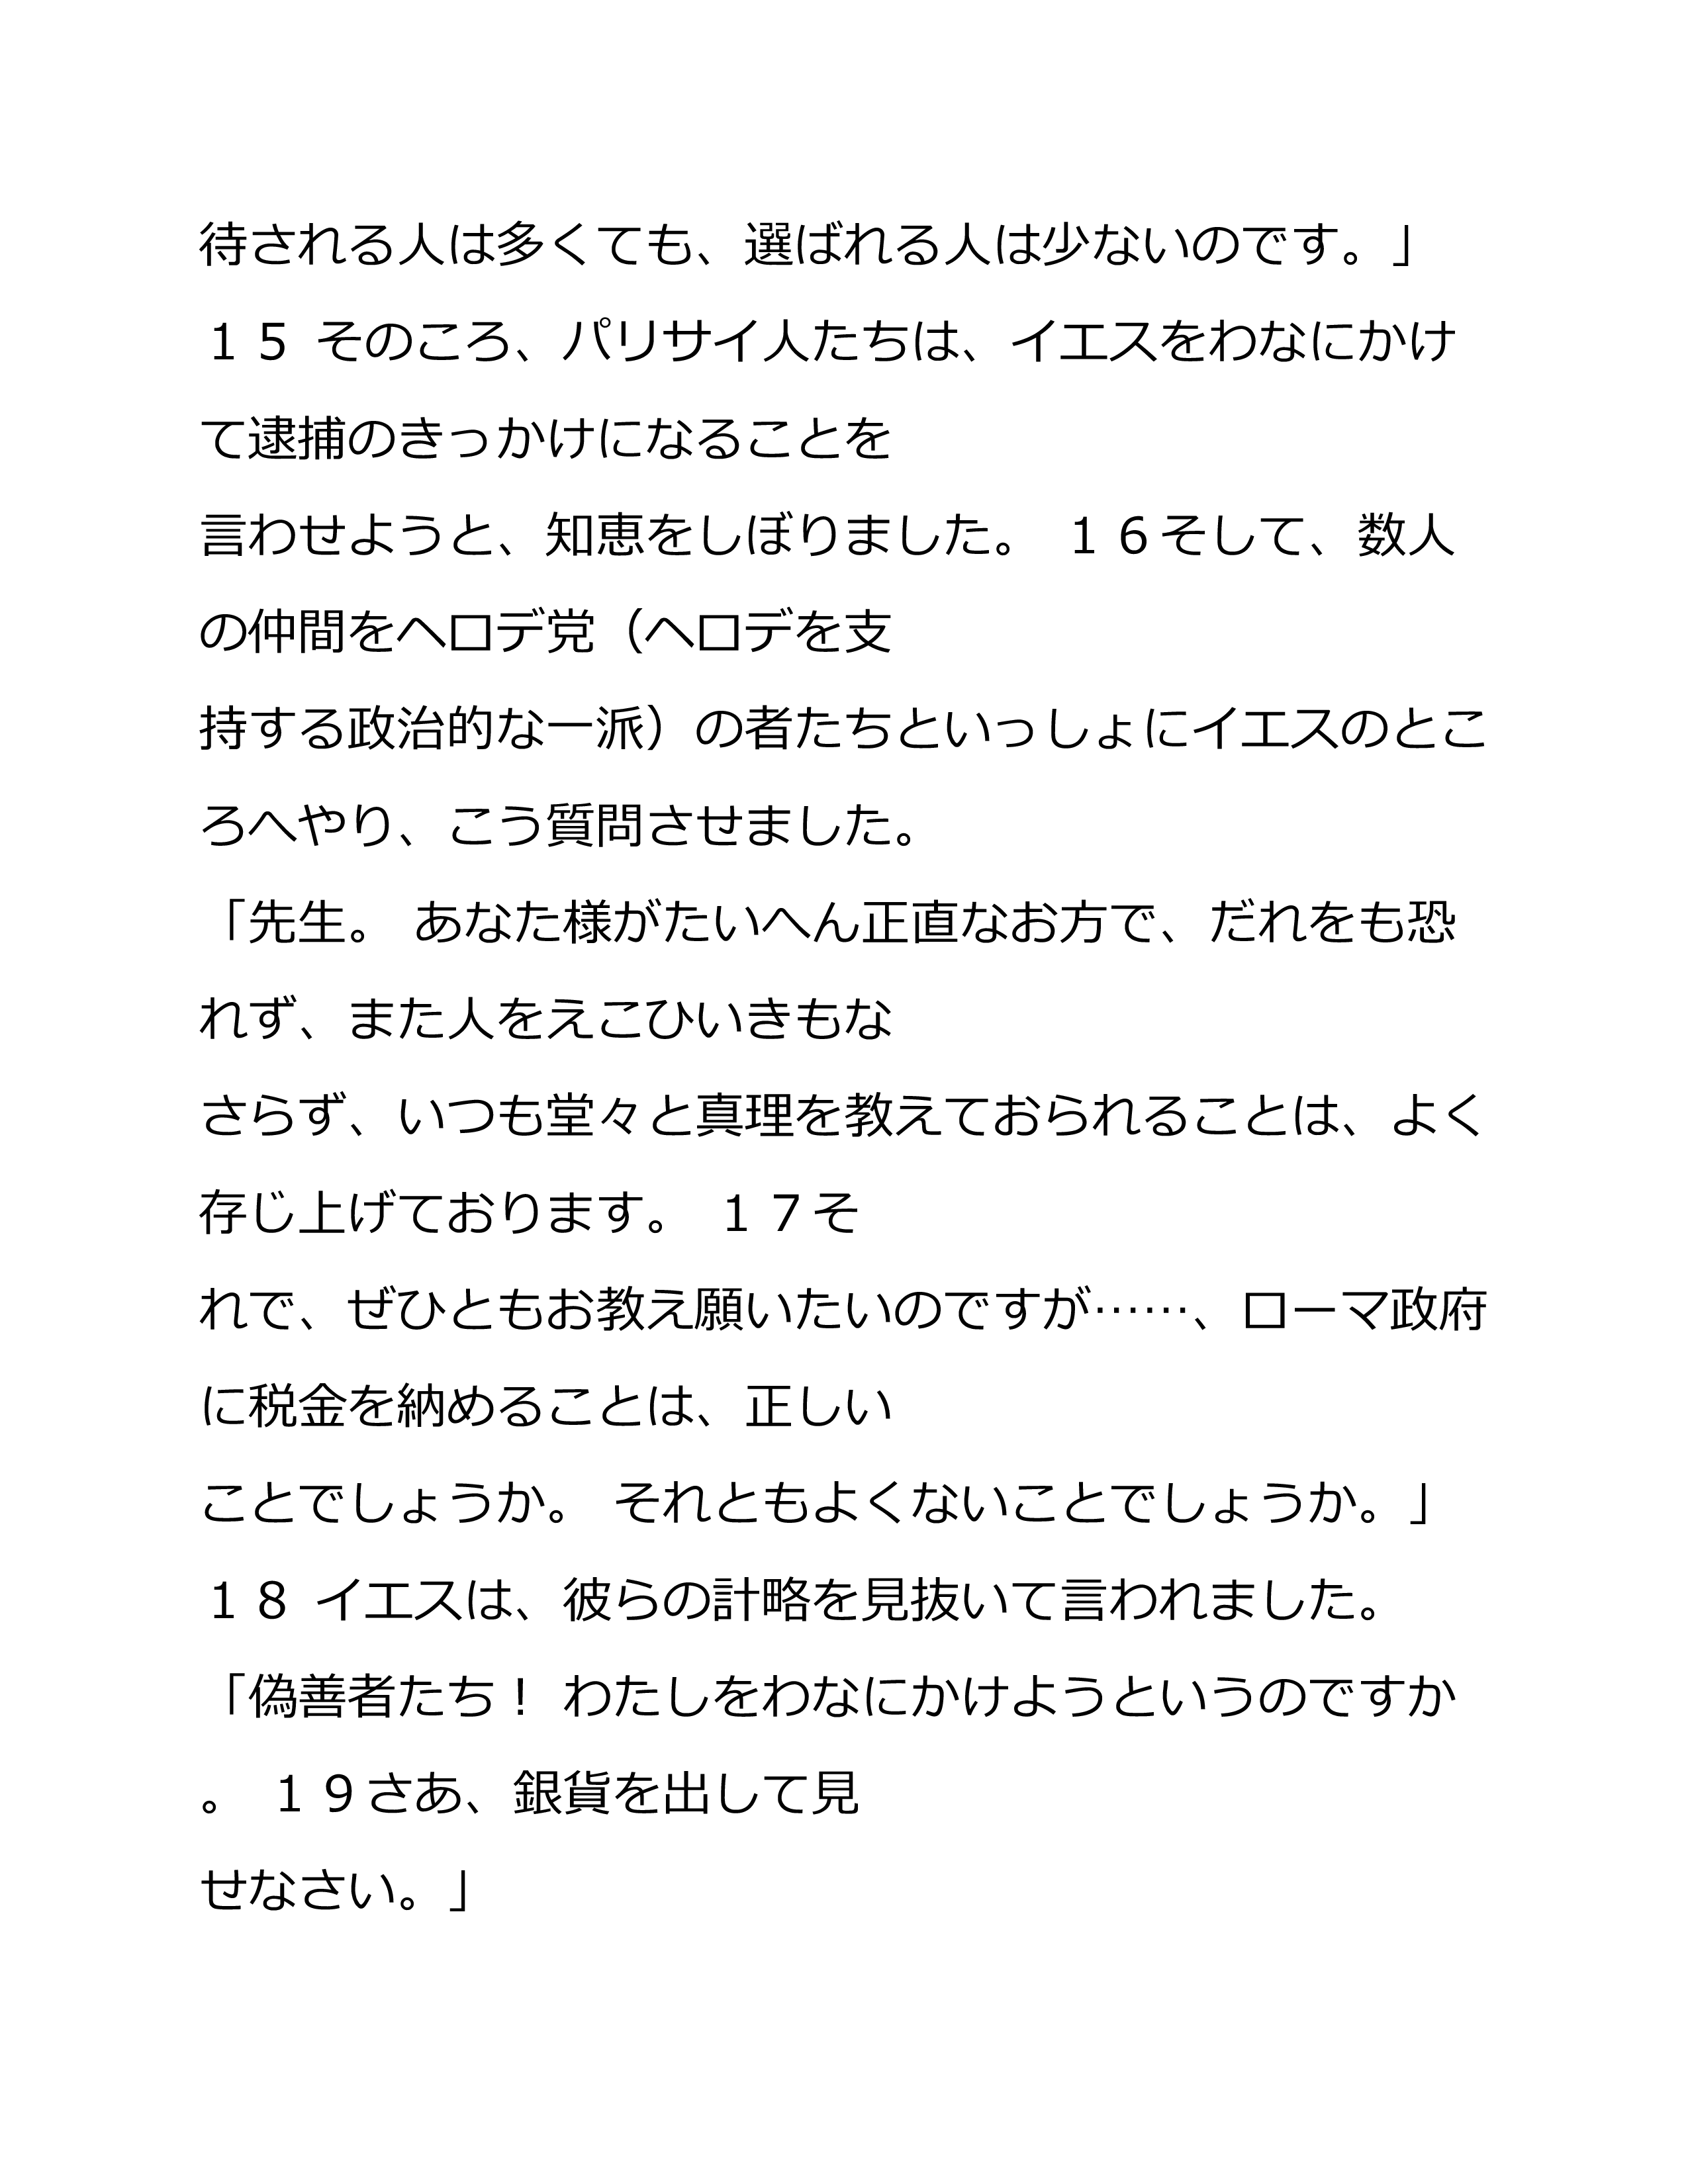 待される人は多くても、選ばれる人は少ないのです。」
１５ そのころ、パリサイ人たちは、イエスをわなにかけ
て逮捕のきっかけになることを
言わせようと、知恵をしぼりました。 １６そして、数人
の仲間をヘロデ党（ヘロデを支
持する政治的な一派）の者たちといっしょにイエスのとこ
ろへやり、こう質問させました。
「先生。 あなた様がたいへん正直なお方で、だれをも恐
れず、また人をえこひいきもな
さらず、いつも堂々と真理を教えておられることは、よく
存じ上げております。 １７そ
れで、ぜひともお教え願いたいのですが……、ローマ政府
に税金を納めることは、正しい
ことでしょうか。 それともよくないことでしょうか。」
１８ イエスは、彼らの計略を見抜いて言われました。
「偽善者たち！ わたしをわなにかけようというのですか
。 １９さあ、銀貨を出して見
せなさい。」